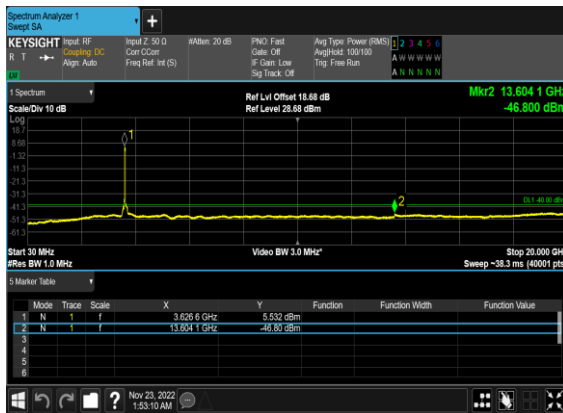 Spectrum Analyzer 1
Swept SA
+
KEYSIGHT Input: RF Input Z: 50 Ω #Atten: 20 dB PNO: Fast Avg Type: Power (RMS) 1 2 3 4 5 6
R T Coupling: DC Corr CCorr Gate: Off Avg|Hold: 100/100 A W W W W W
Align: Auto Freq Ref: Int (S) IF Gain: Low Trig: Free Run
Sig Track: Off A N N N N N
1 Spectrum
Scale/Div 10 dB
Ref Lvl Offset 18.68 dB
Ref Level 28.68 dBm
Mkr2 13.604 1 GHz
-46.800 dBm
Log
18.7
8.68
-1.32
-11.3
-21.3
-31.3
-41.3
-51.3
-61.3
1
2
DL1 -40.00 dBm
Start 30 MHz Video BW 3.0 MHz* Stop 20.000 GHz
#Res BW 1.0 MHz Sweep ~38.3 ms (40001 pts)
5 Marker Table
Mode Trace Scale X Y Function Function Width Function Value
1 N 1 f 3.626 6 GHz 5.532 dBm
2 N 1 f 13.604 1 GHz -46.80 dBm
3
4
5
6
? Nov 23, 2022
1:53:10 AM